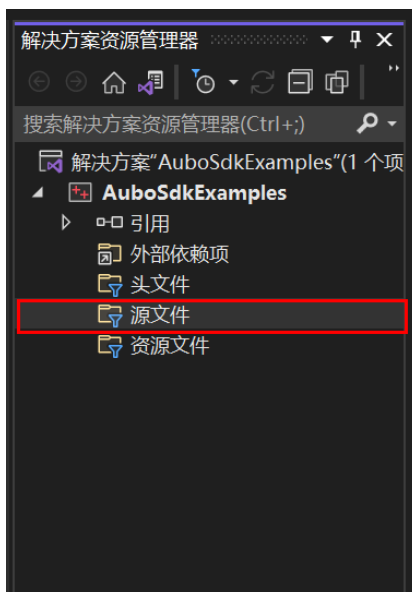 解决方案资源管理器
搜索解决方案资源管理器(Ctrl+;)
解决方案"AuboSdkExamples"(1 个项
AuboSdkExamples
引用
外部依赖项
头文件
源文件
资源文件